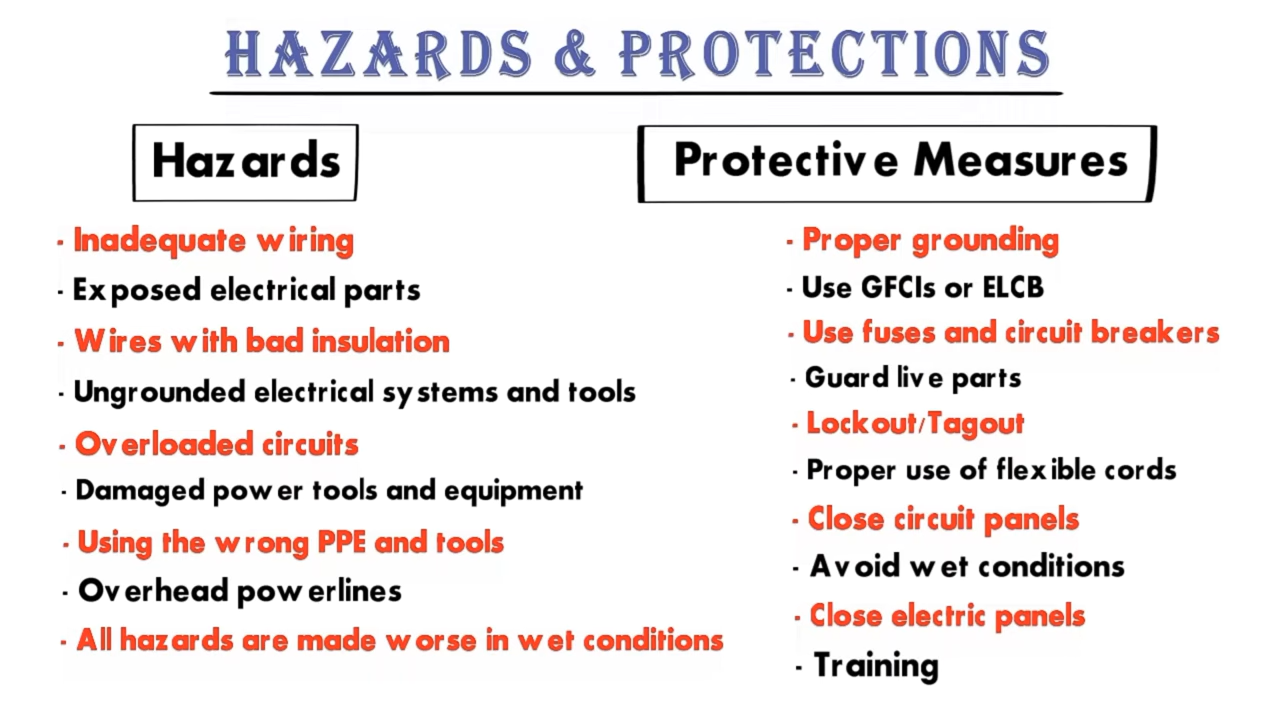 HAZARDS & PROTECTIONS
Hazards
- Inadequate wiring
- Exposed electrical parts
- Wires with bad insulation
- Ungrounded electrical systems and tools
- Overloaded circuits
- Damaged power tools and equipment
- Using the wrong PPE and tools
- Overhead powerlines
- All hazards are made worse in wet conditions
Protective Measures
- Proper grounding
- Use GFCIs or ELCB
- Use fuses and circuit breakers
- Guard live parts
- Lockout/Tagout
- Proper use of flexible cords
- Close circuit panels
- Avoid wet conditions
- Close electric panels
- Training